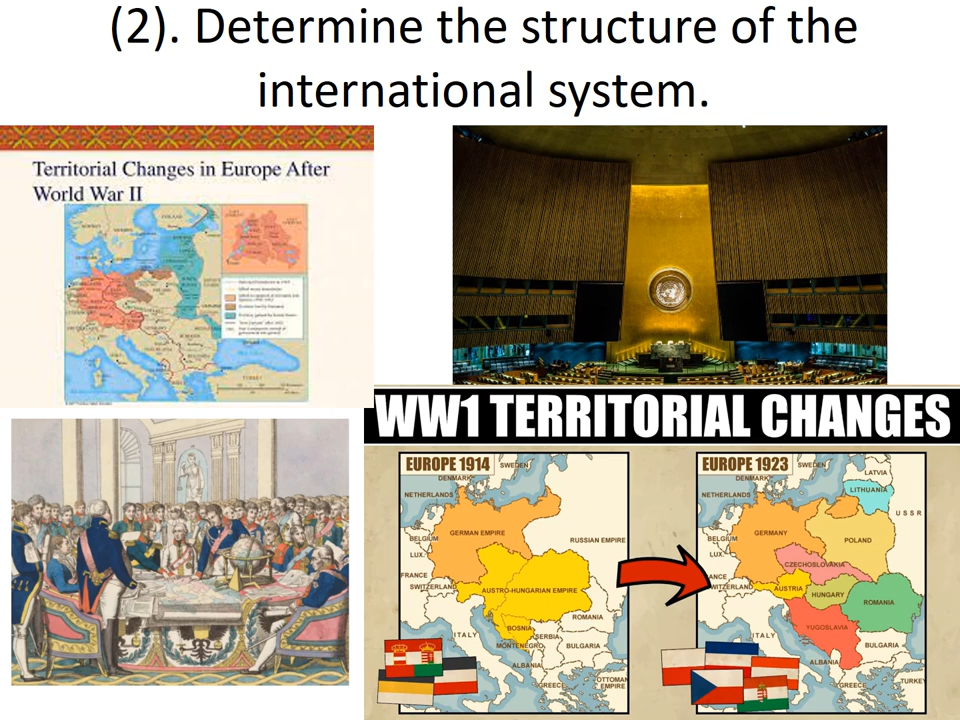 (2). Determine the structure of the
international system.
Territorial Changes in Europe After
World War II
WW1 TERRITORIAL CHANGES
EUROPE 1914
SWEDEN
DENMARK
NETHERLANDS
GERMAN EMPIRE
BELGIUM
RUSSIAN EMPIRE
LUX.
FRANCE
SWITZERLAND
AUSTRO-HUNGARIAN EMPIRE
ROMANIA
BOSNIA
ITALY
SERBIA
MONTENEGRO
BULGARIA
ALBANIA
GREECE
OTTOMAN
EMPIRE
EUROPE 1923
SWEDEN
LATVIA
DENMARK
LITHUANIA
NETHERLANDS
USSR
GERMANY
BELGIUM
POLAND
LUX.
CZECHOSLOVAKIA
AUSTRIA
HUNGARY
ROMANIA
YUGOSLAVIA
ITALY
BULGARIA
ALBANIA
GREECE
TURKEY